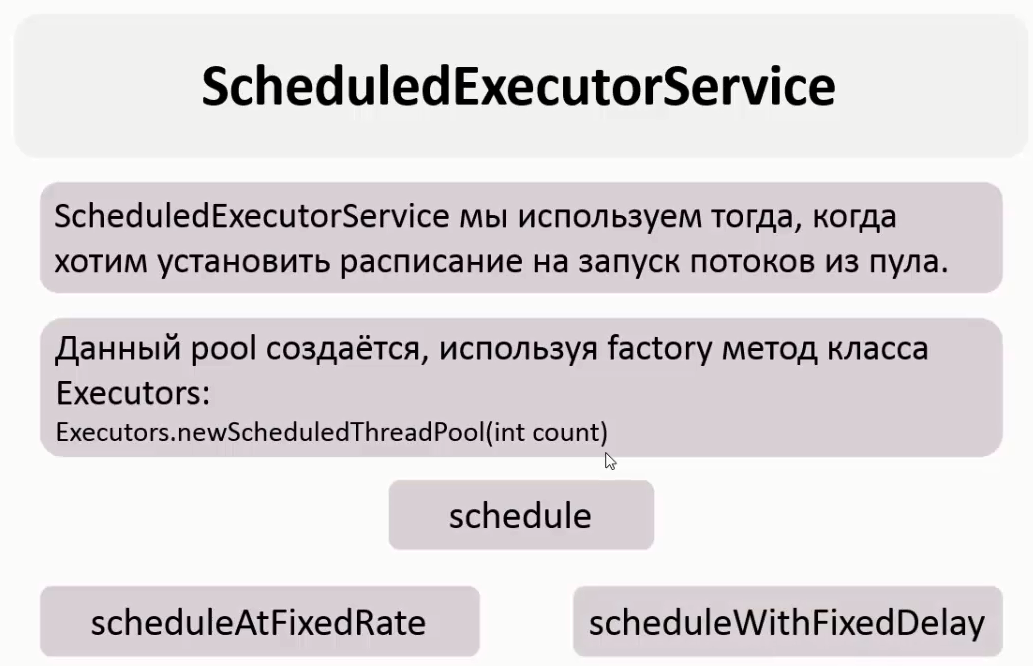 ScheduledExecutorService
ScheduledExecutorService мы используем тогда, когда
хотим установить расписание на запуск потоков из пула.
Данный pool создаётся, используя factory метод класса
Executors:
Executors.newScheduledThreadPool(int count)
schedule
scheduleAtFixedRate
scheduleWithFixedDelay